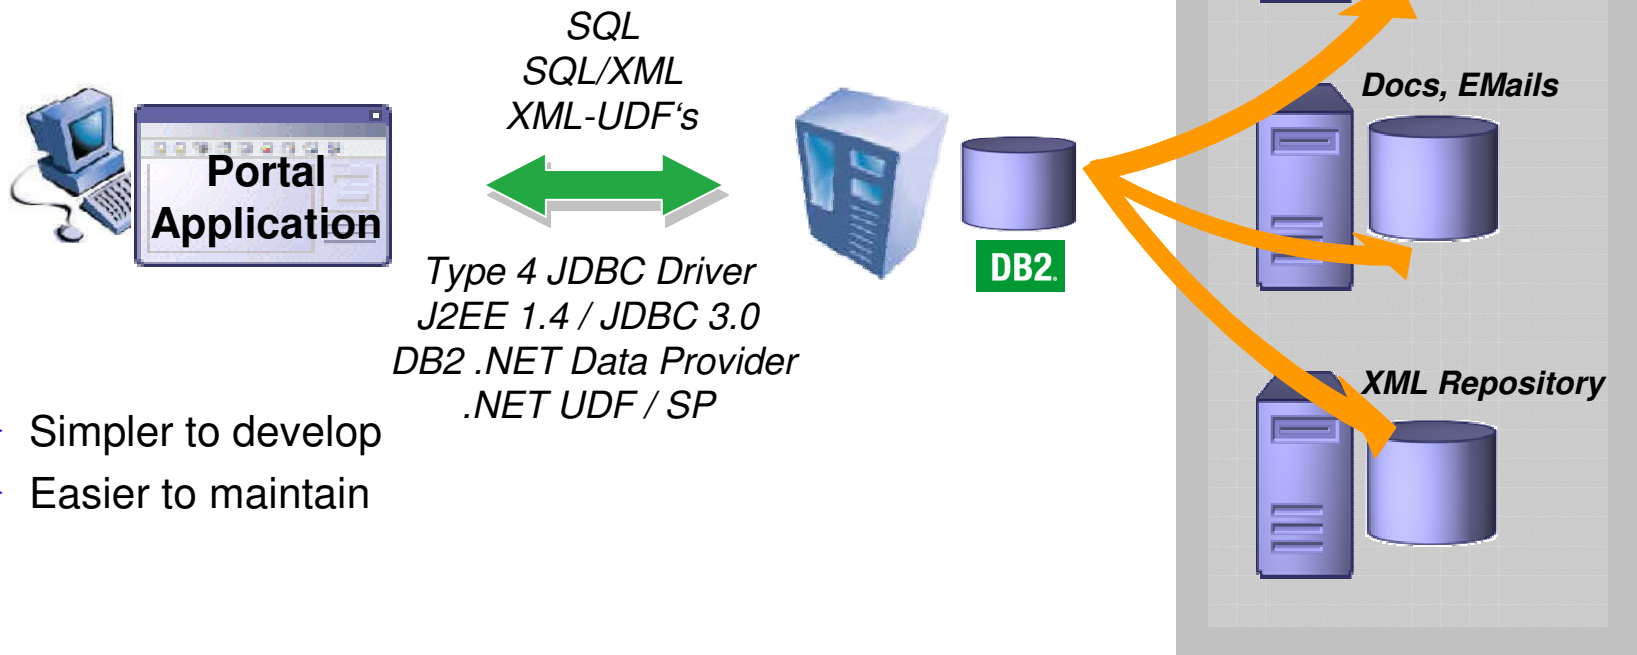 SQL
SQL/XML
XML-UDF‘s
Docs, EMails
Portal
Application
DB2.
Type 4 JDBC Driver
J2EE 1.4 / JDBC 3.0
DB2 .NET Data Provider
.NET UDF / SP
XML Repository
Simpler to develop
Easier to maintain